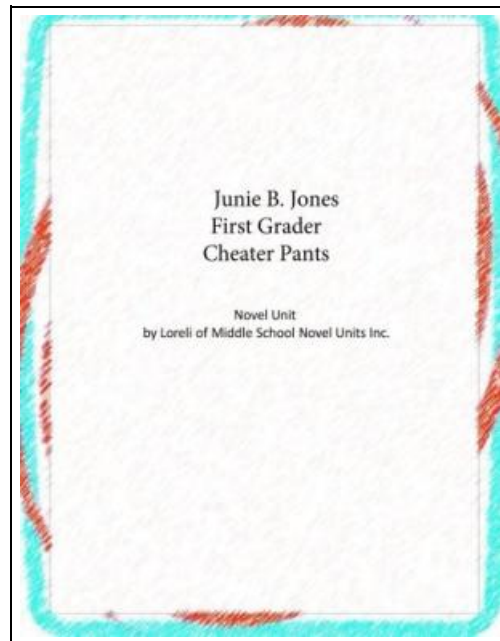 Junie B. Jones
First Grader
Cheater Pants
Novel Unit
by Loreli of Middle School Novel Units Inc.